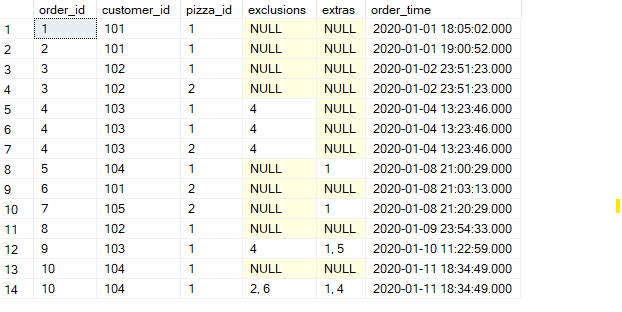 order_id customer_id pizza_id exclusions extras order_time
1 1 101 1 NULL NULL 2020-01-01 18:05:02.000
2 2 101 1 NULL NULL 2020-01-01 19:00:52.000
3 3 102 1 NULL NULL 2020-01-02 23:51:23.000
4 3 102 2 NULL NULL 2020-01-02 23:51:23.000
5 4 103 1 4 NULL 2020-01-04 13:23:46.000
6 4 103 1 4 NULL 2020-01-04 13:23:46.000
7 4 103 2 4 NULL 2020-01-04 13:23:46.000
8 5 104 1 NULL 1 2020-01-08 21:00:29.000
9 6 101 2 NULL NULL 2020-01-08 21:03:13.000
10 7 105 2 NULL 1 2020-01-08 21:20:29.000
11 8 102 1 NULL NULL 2020-01-09 23:54:33.000
12 9 103 1 4 1, 5 2020-01-10 11:22:59.000
13 10 104 1 NULL NULL 2020-01-11 18:34:49.000
14 10 104 1 2, 6 1, 4 2020-01-11 18:34:49.000